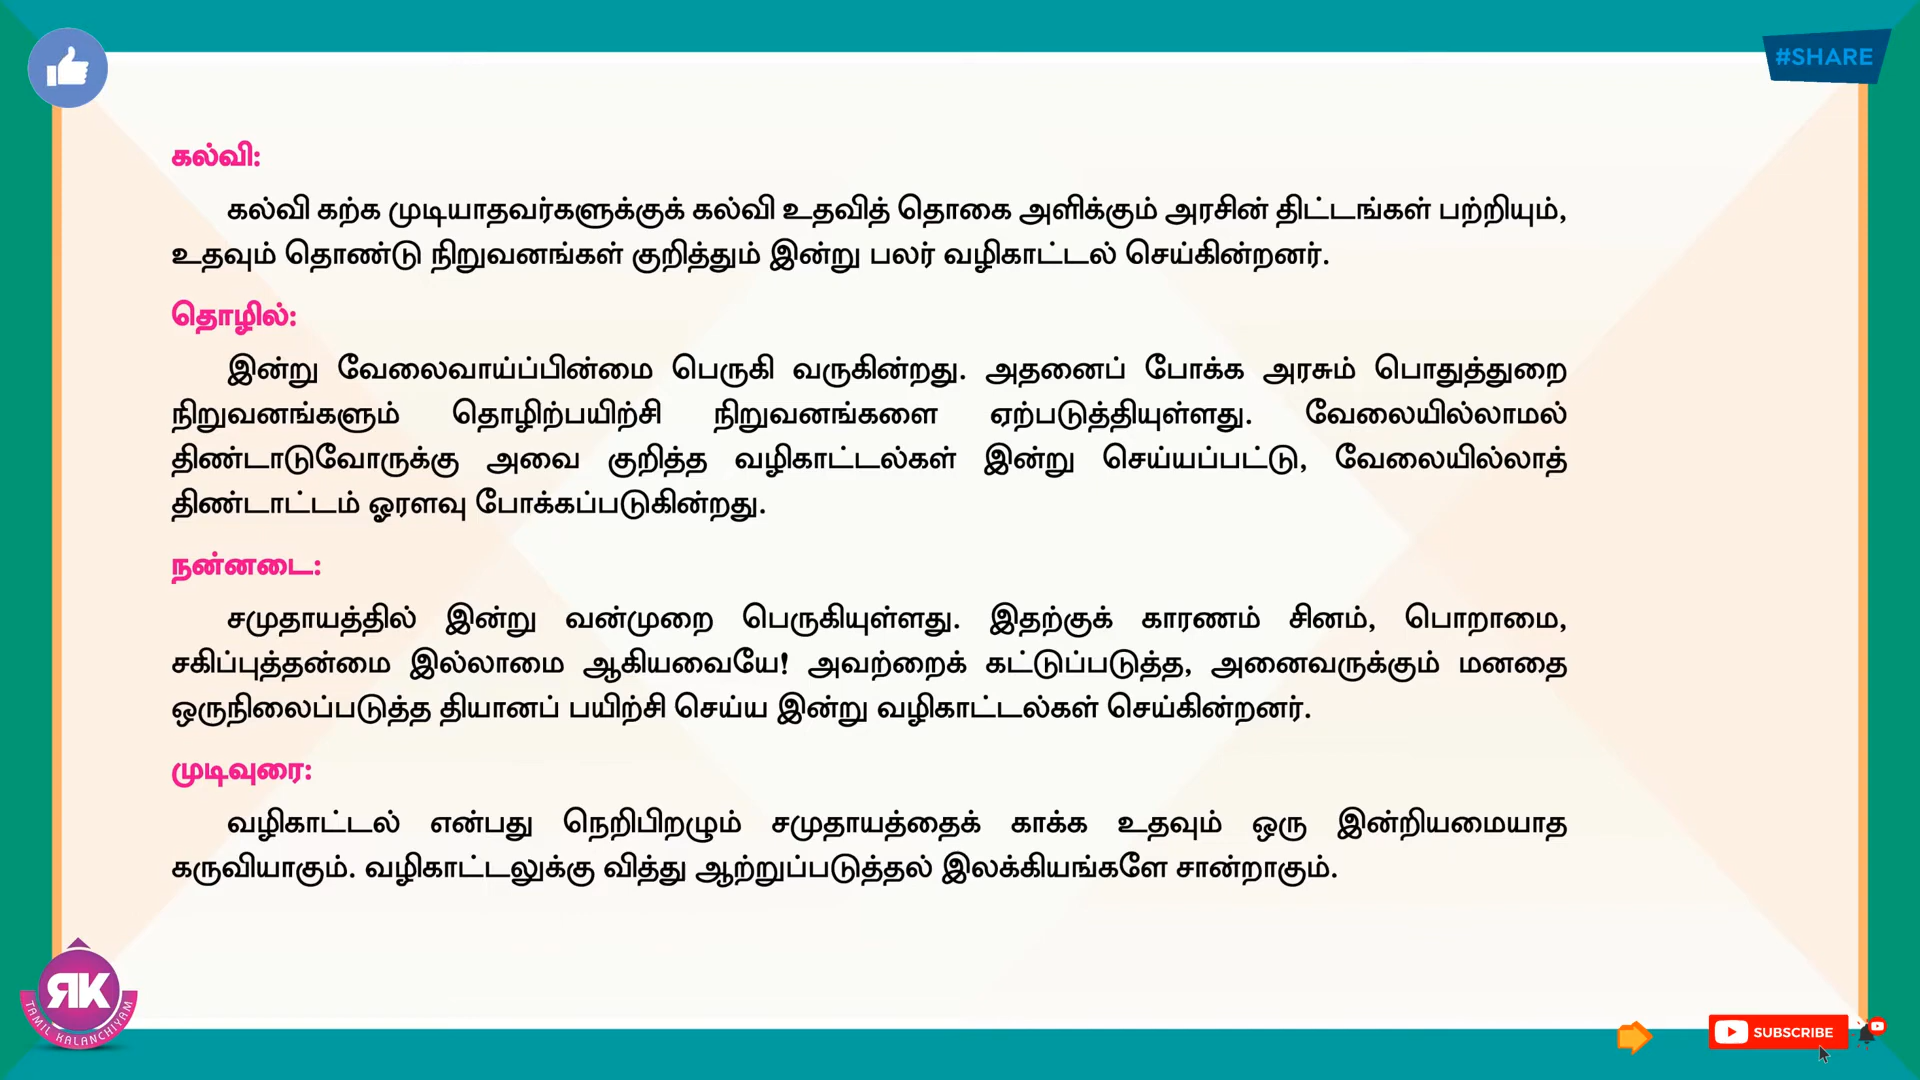 #SHARE
கல்வி:
கல்வி கற்க முடியாதவர்களுக்குக் கல்வி உதவித் தொகை அளிக்கும் அரசின் திட்டங்கள் பற்றியும்,
உதவும் தொண்டு நிறுவனங்கள் குறித்தும் இன்று பலர் வழிகாட்டல் செய்கின்றனர்.
தொழில்:
இன்று வேலைவாய்ப்பின்மை பெருகி வருகின்றது. அதனைப் போக்க அரசும் பொதுத்துறை
நிறுவனங்களும் தொழிற்பயிற்சி நிறுவனங்களை ஏற்படுத்தியுள்ளது. வேலையில்லாமல்
திண்டாடுவோருக்கு அவை குறித்த வழிகாட்டல்கள் இன்று செய்யப்பட்டு, வேலையில்லாத்
திண்டாட்டம் ஓரளவு போக்கப்படுகின்றது.
நன்னடை:
சமுதாயத்தில் இன்று வன்முறை பெருகியுள்ளது. இதற்குக் காரணம் சினம், பொறாமை,
சகிப்புத்தன்மை இல்லாமை ஆகியவையே! அவற்றைக் கட்டுப்படுத்த, அனைவருக்கும் மனதை
ஒருநிலைப்படுத்த தியானப் பயிற்சி செய்ய இன்று வழிகாட்டல்கள் செய்கின்றனர்.
முடிவுரை:
வழிகாட்டல் என்பது நெறிபிறழும் சமுதாயத்தைக் காக்க உதவும் ஒரு இன்றியமையாத
கருவியாகும். வழிகாட்டலுக்கு வித்து ஆற்றுப்படுத்தல் இலக்கியங்களே சான்றாகும்.
RK
TAMIL KALANCHIYAM
SUBSCRIBE